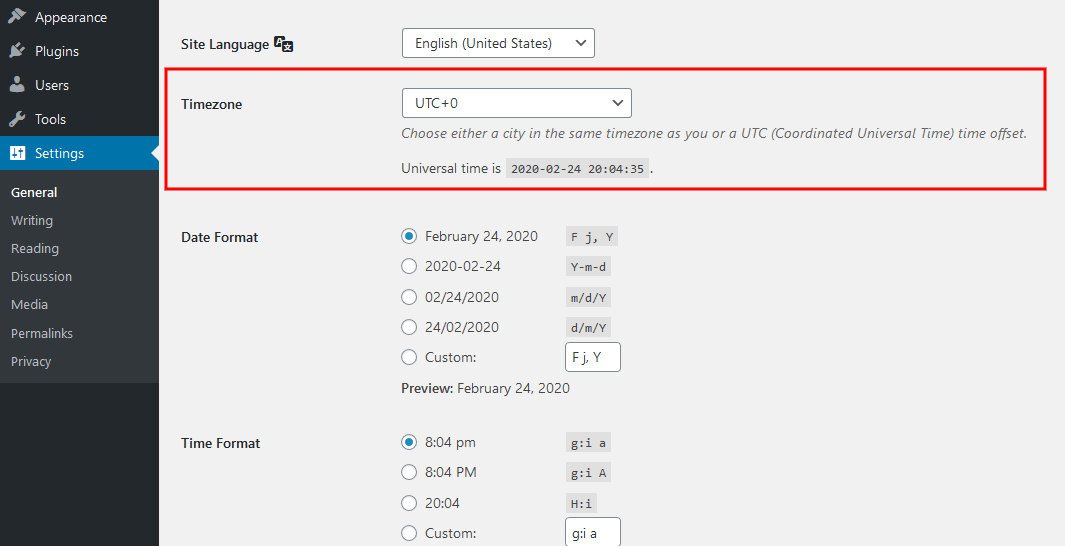 Appearance
Plugins
Users
Tools
Settings
General
Writing
Reading
Discussion
Media
Permalinks
Privacy
Site Language English (United States)
Timezone UTC+0
Choose either a city in the same timezone as you or a UTC (Coordinated Universal Time) time offset.
Universal time is 2020-02-24 20:04:35 .
Date Format February 24, 2020 F j, Y
2020-02-24 Y-m-d
02/24/2020 m/d/Y
24/02/2020 d/m/Y
Custom: F j, Y
Preview: February 24, 2020
Time Format 8:04 pm g:i a
8:04 PM g:i A
20:04 H:i
Custom: g:i a